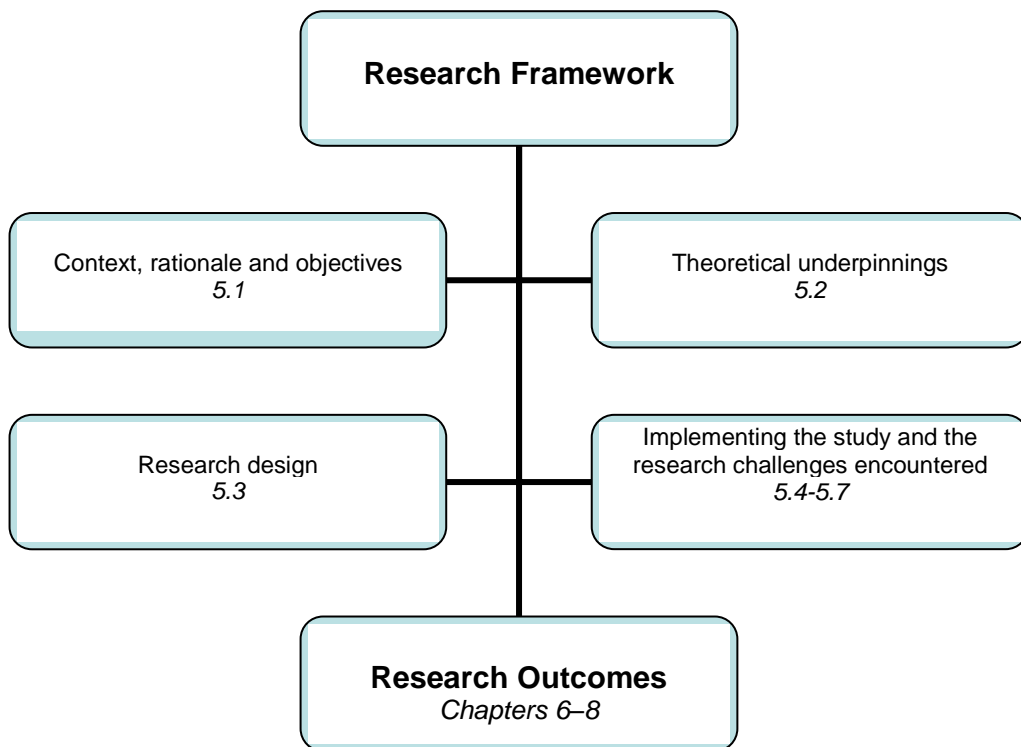 Research Framework
Context, rationale and objectives
5.1
Theoretical underpinnings
5.2
Research design
5.3
Implementing the study and the
research challenges encountered
5.4-5.7
Research Outcomes
Chapters 6–8